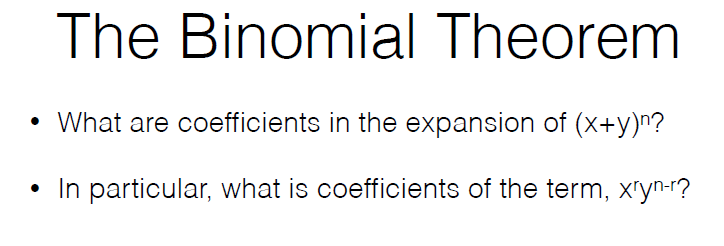 The Binomial Theorem
• What are coefficients in the expansion of (x+y)ⁿ?
• In particular, what is coefficients of the term, xʳyⁿ⁻ʳ?